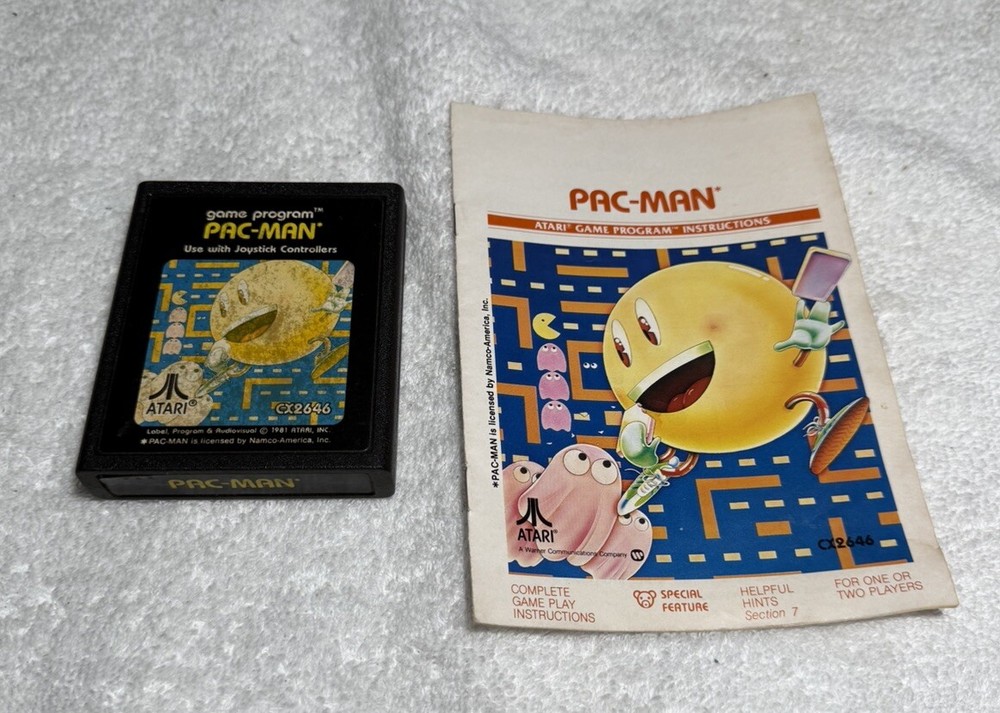 game program™
PAC-MAN*
Use with Joystick Controllers
ATARI®
CX2646
Label, Program & Audiovisual © 1981 ATARI, INC.
* PAC-MAN is licensed by Namco-America, Inc.
PAC-MAN*
PAC-MAN*
ATARI® GAME PROGRAM™ INSTRUCTIONS
*PAC-MAN is licensed by Namco-America, Inc.
ATARI®
A Warner Communications Company
CX2646
COMPLETE
GAME PLAY
INSTRUCTIONS
SPECIAL
FEATURE
HELPFUL
HINTS
Section 7
FOR ONE OR
TWO PLAYERS